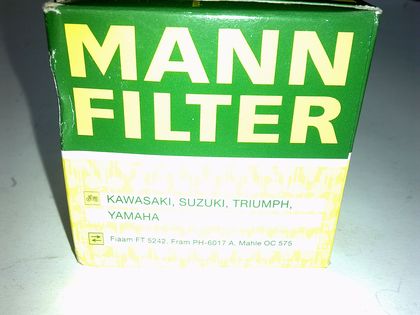 MANN
FILTER
KAWASAKI, SUZUKI, TRIUMPH,
YAMAHA
Fiaam FT 5242, Fram PH-6017 A, Mahle OC 575